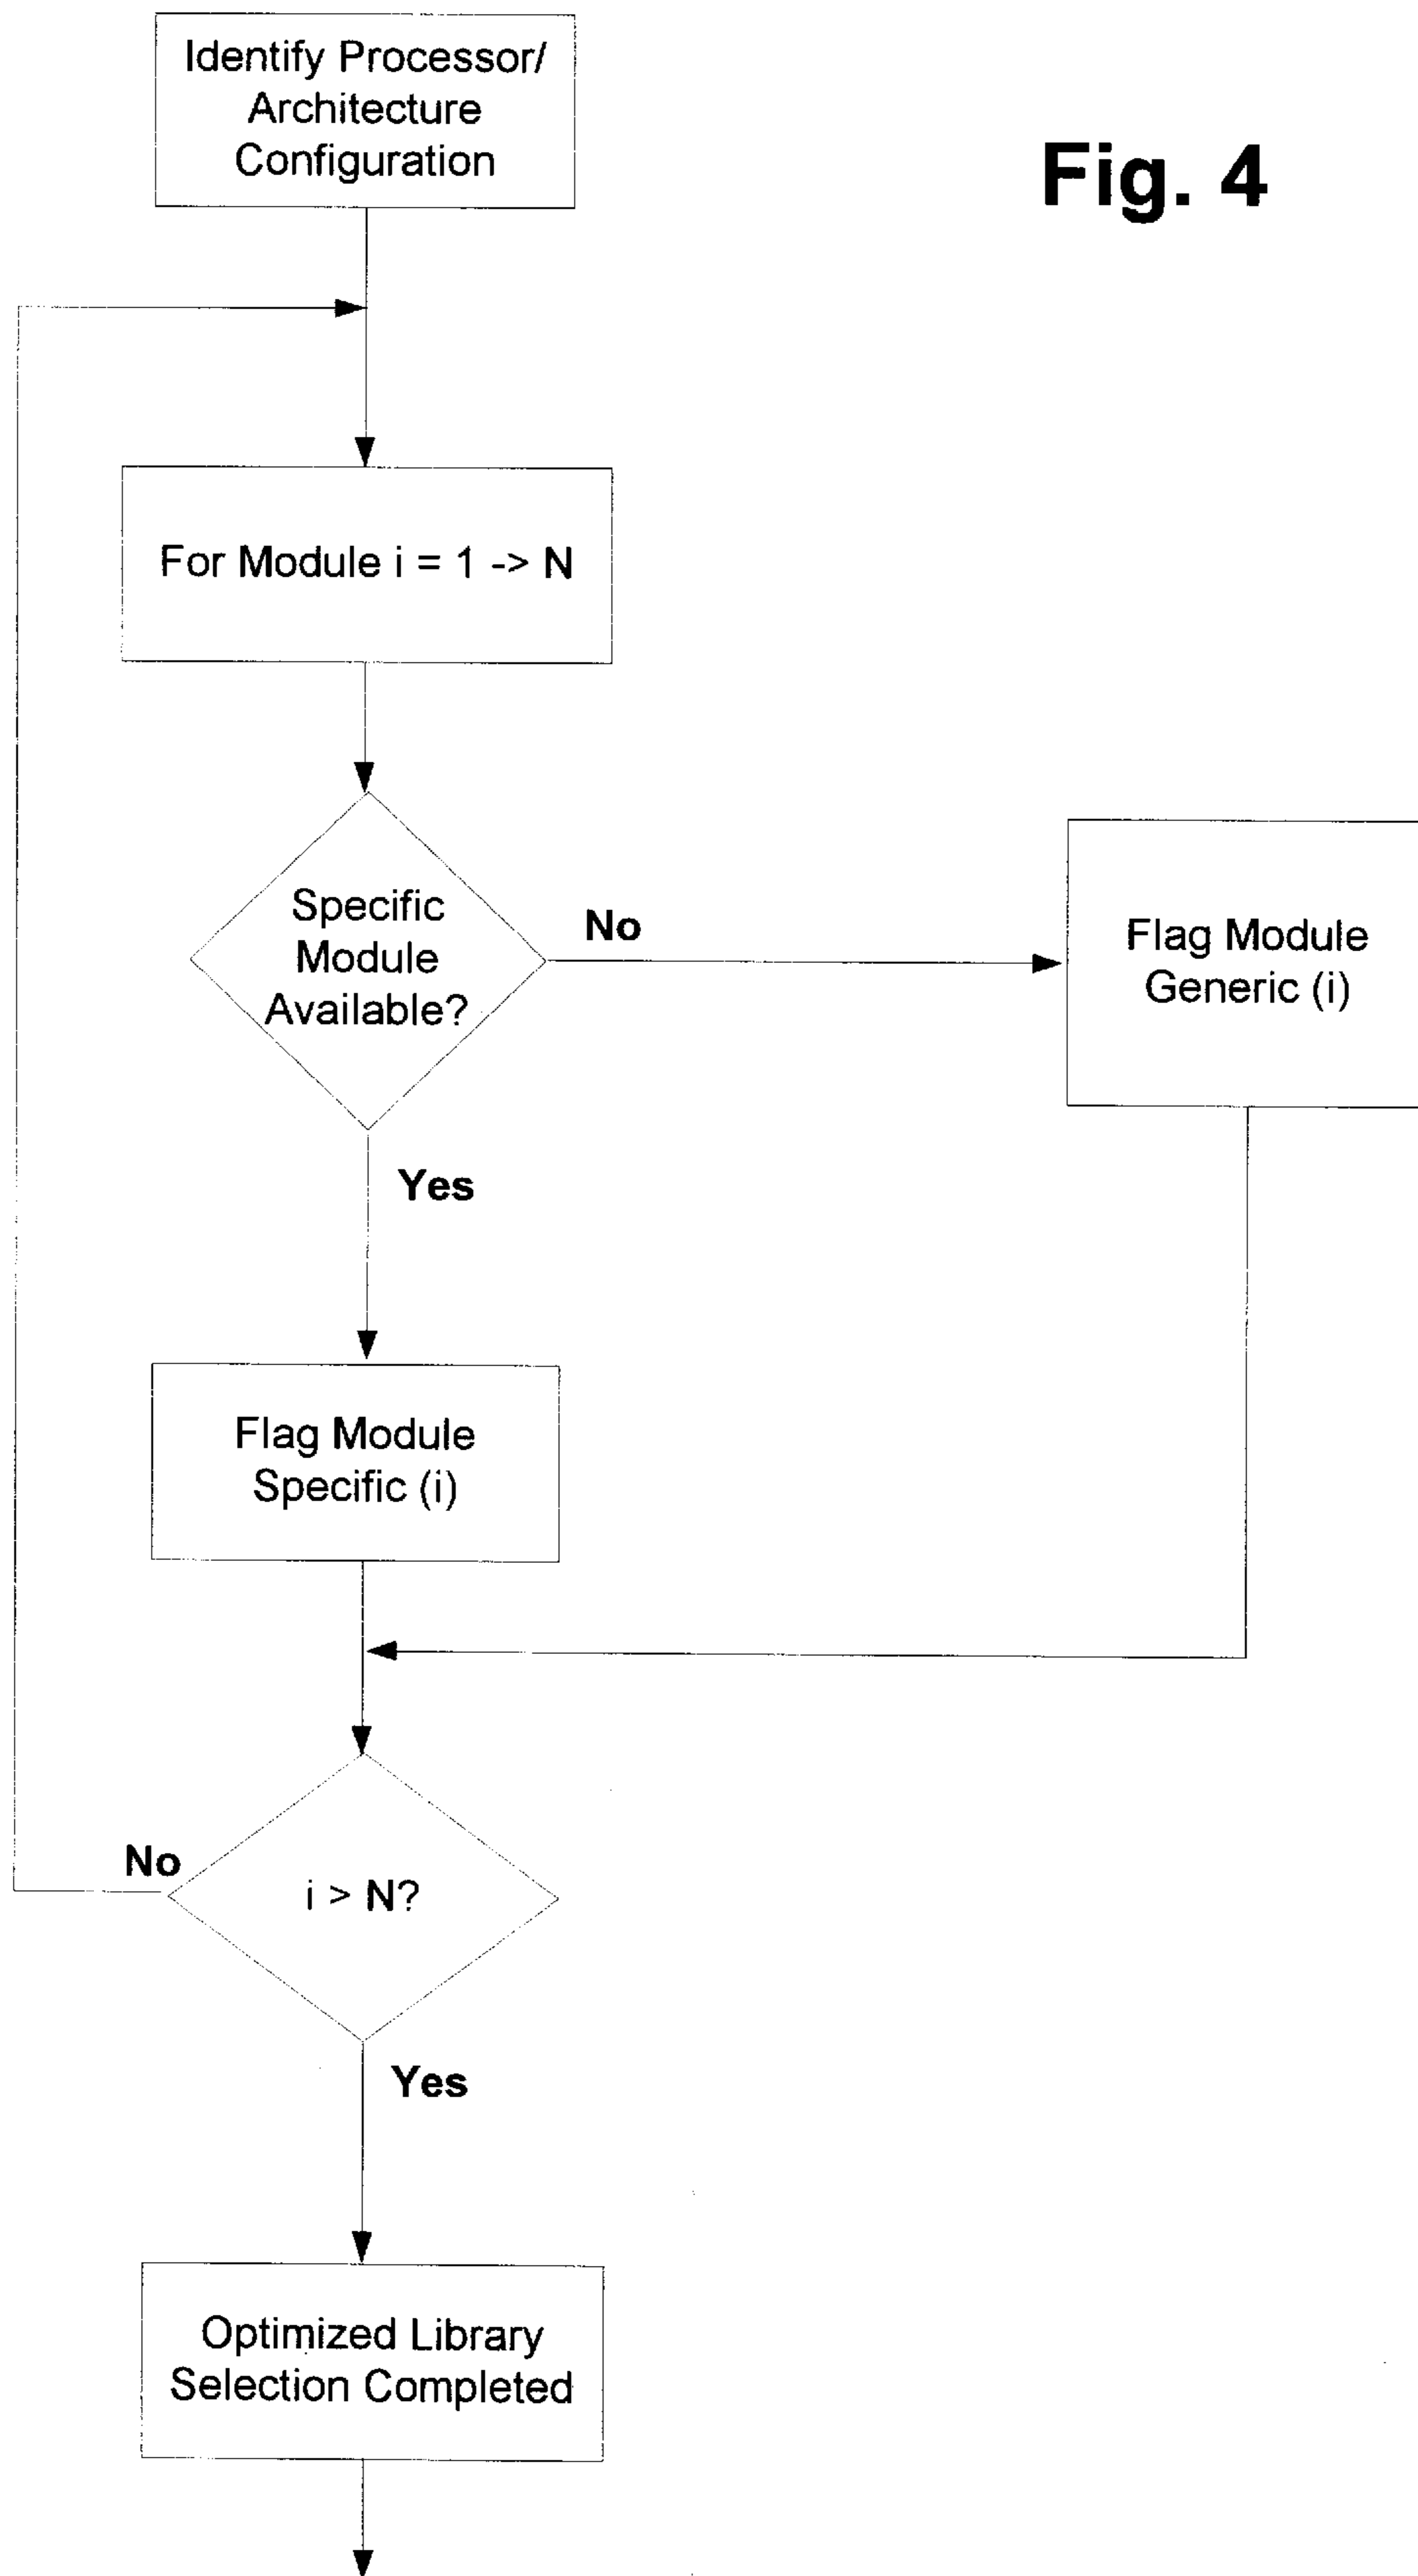 Identify Processor/
Architecture
Configuration
Fig. 4
For Module i = 1 -> N
Specific
Module
Available?
No
Flag Module
Generic (i)
Yes
Flag Module
Specific (i)
No
i > N?
Yes
Optimized Library
Selection Completed